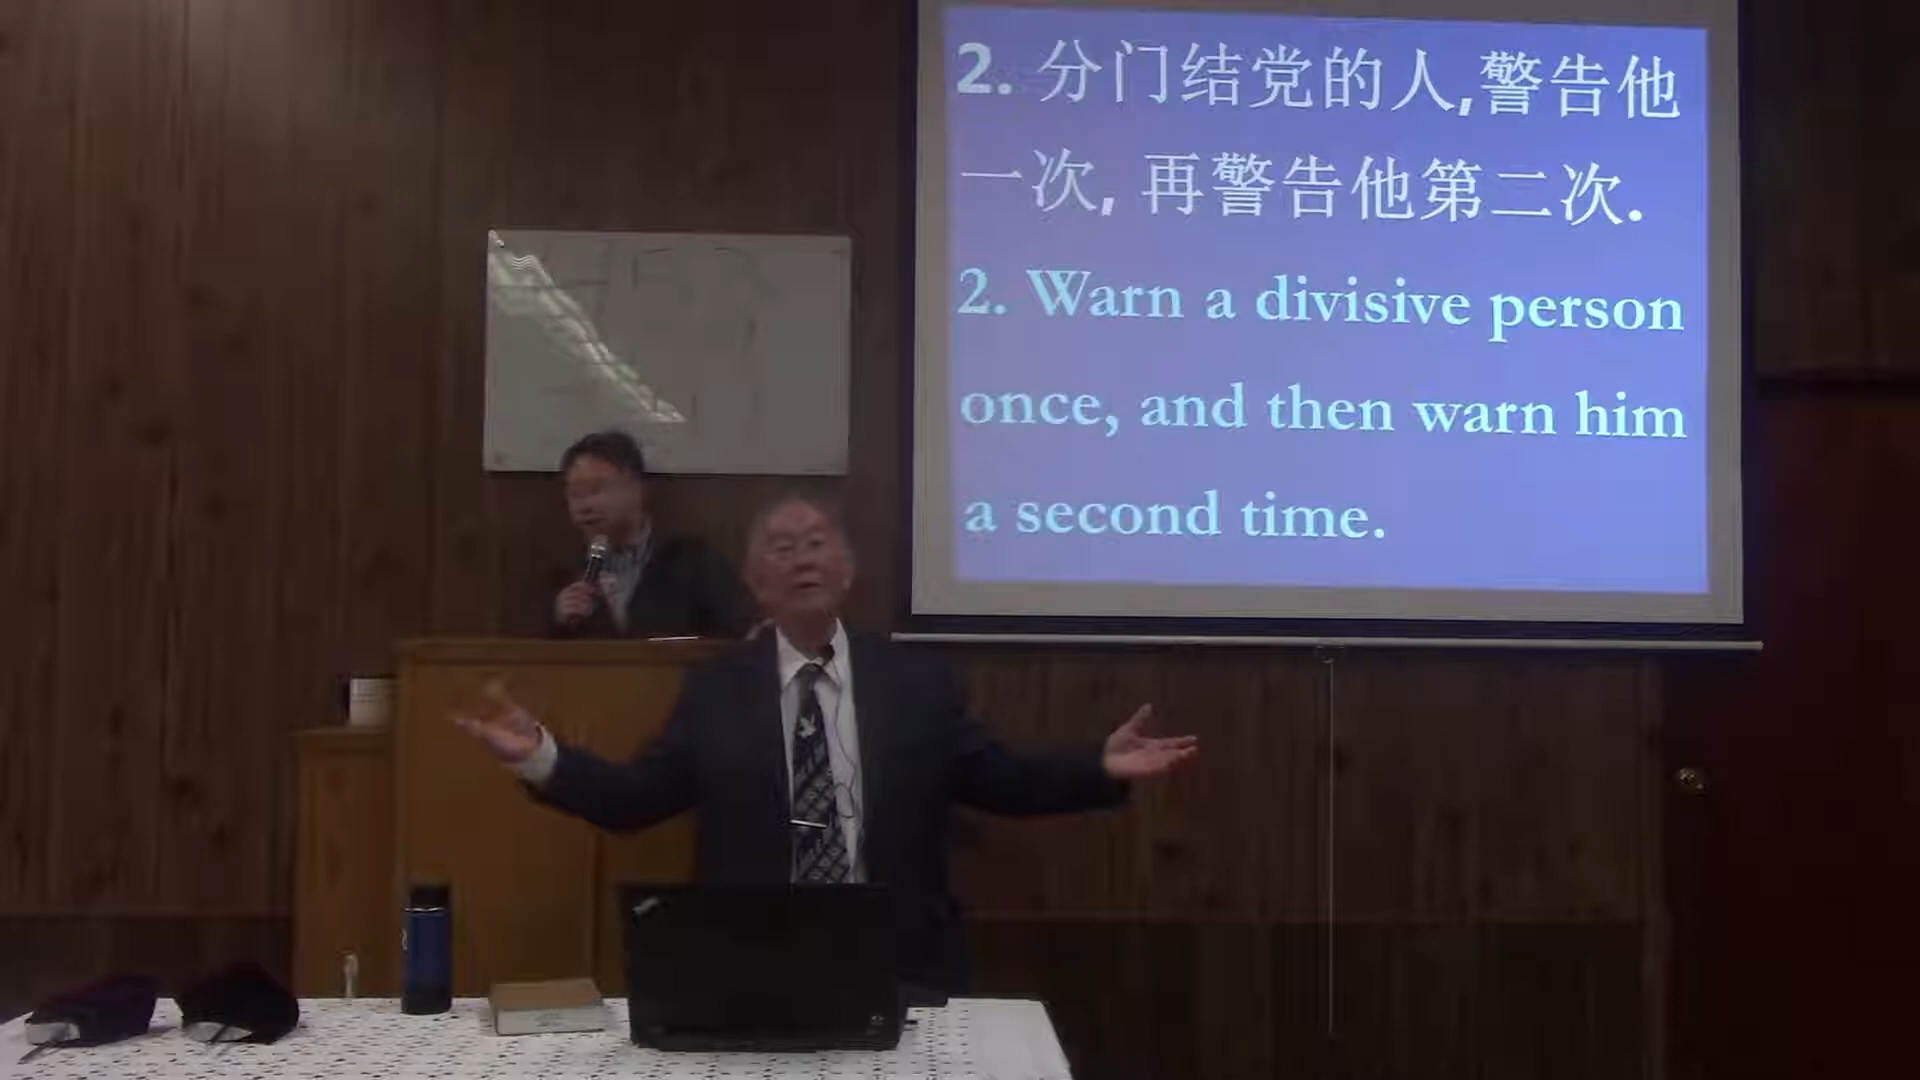 2. 分门结党的人,警告他
一次, 再警告他第二次.
2. Warn a divisive person
once, and then warn him
a second time.